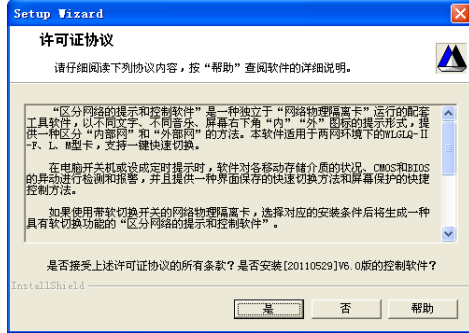 Setup Wizard
许可证协议
请仔细阅读下列协议内容，按“帮助”查阅软件的详细说明。
“区分网络的提示和控制软件”是一种独立于“网络物理隔离卡”运行的配套
工具软件，以不同文字、不同音乐、屏幕右下角“内”“外”图标的提示形式，提
供一种区分“内部网”和“外部网”的方法。本软件适用于两网环境下的WLGLQ-II
-F、L、M型卡，支持一键快速切换。
在电脑开关机或设成定时提示时，软件对各移动存储介质的状况、CMOS和BIOS
的异动进行检测和报警，并且提供一种界面保存的快速切换方法和屏幕保护的快捷
控制方法。
如果使用带软切换开关的网络物理隔离卡，选择对应的安装条件后将生成一种
具有软切换功能的“区分网络的提示和控制软件”。
是否接受上述许可证协议的所有条款？是否安装[20110529]V6.0版的控制软件？
InstallShield
是 否 帮助